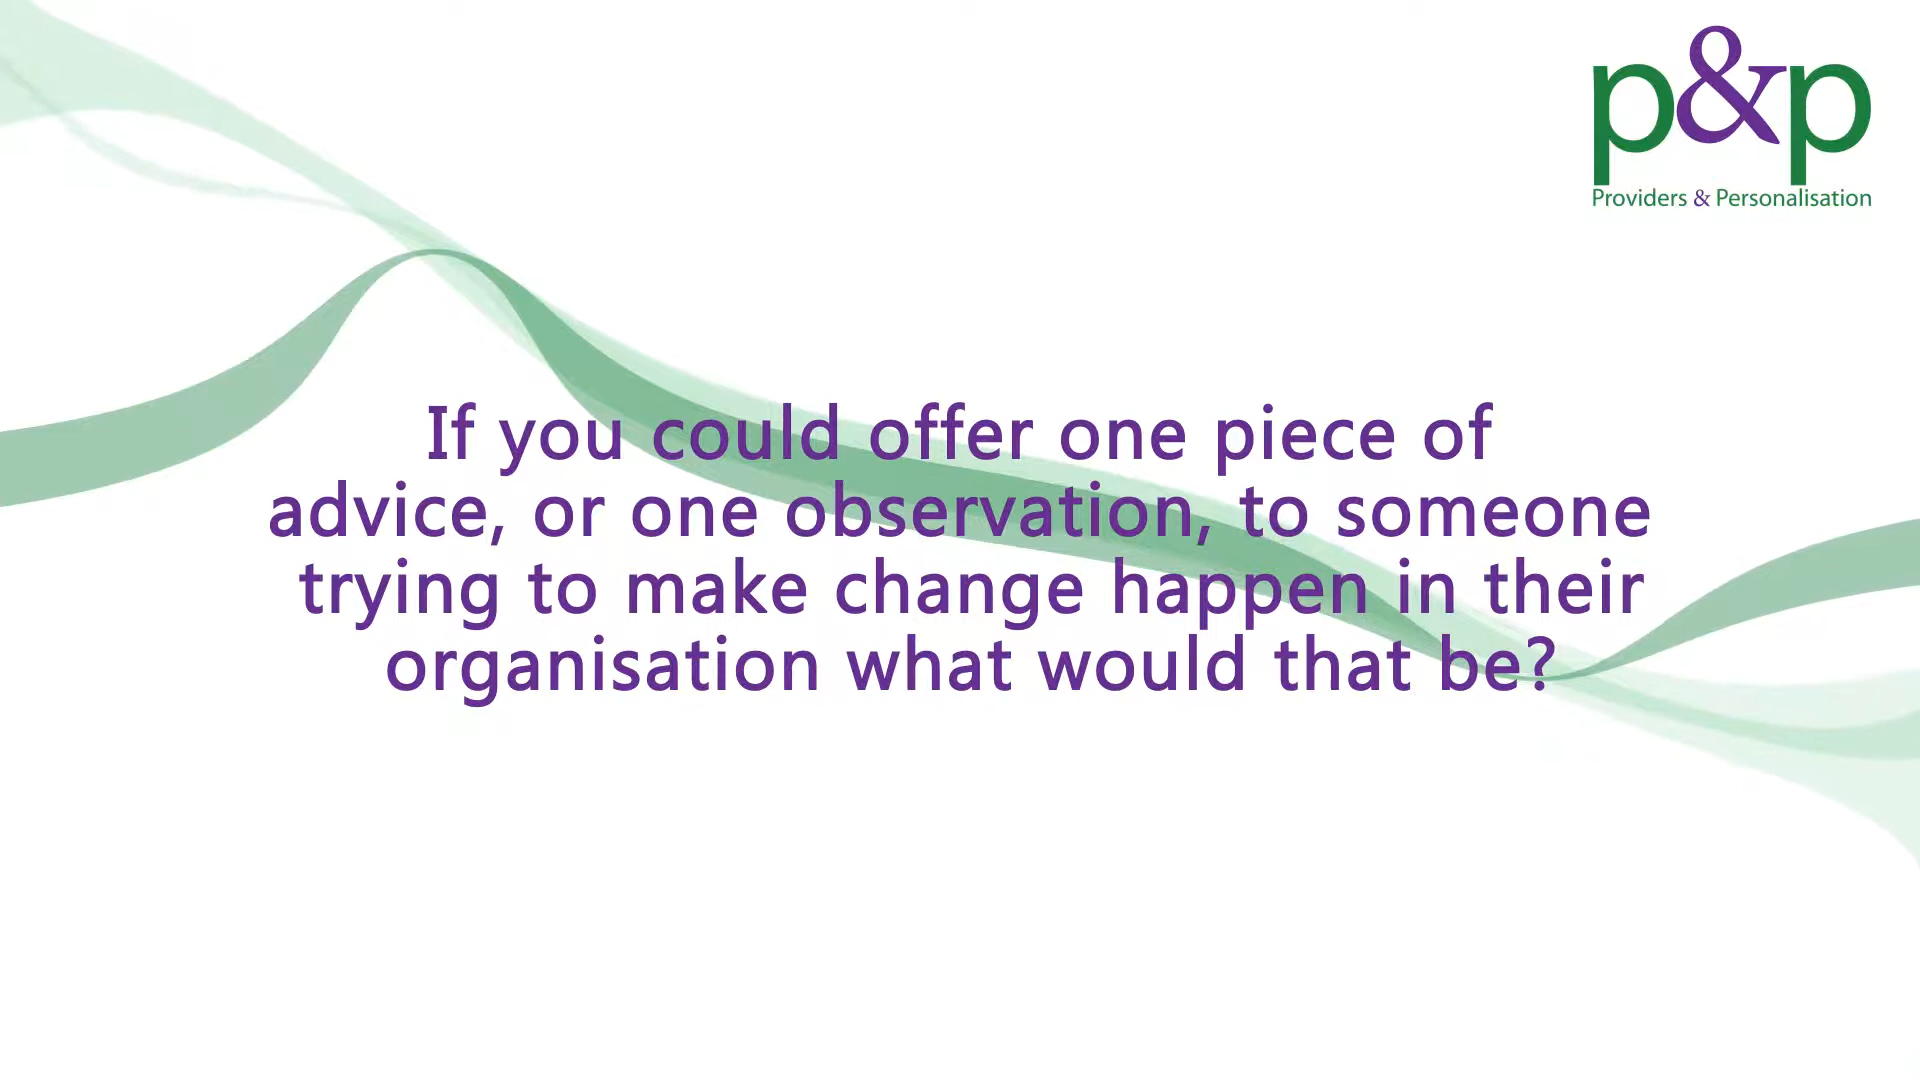 p&p
Providers & Personalisation
If you could offer one piece of
advice, or one observation, to someone
trying to make change happen in their
organisation what would that be?